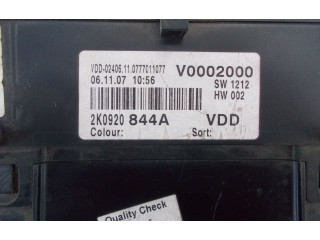 VDD-02406.11.0777011077 V0002000
06.11.07 10:56 SW 1212
HW 002
2K0920 844A VDD
Colour: Sort:
Quality Check